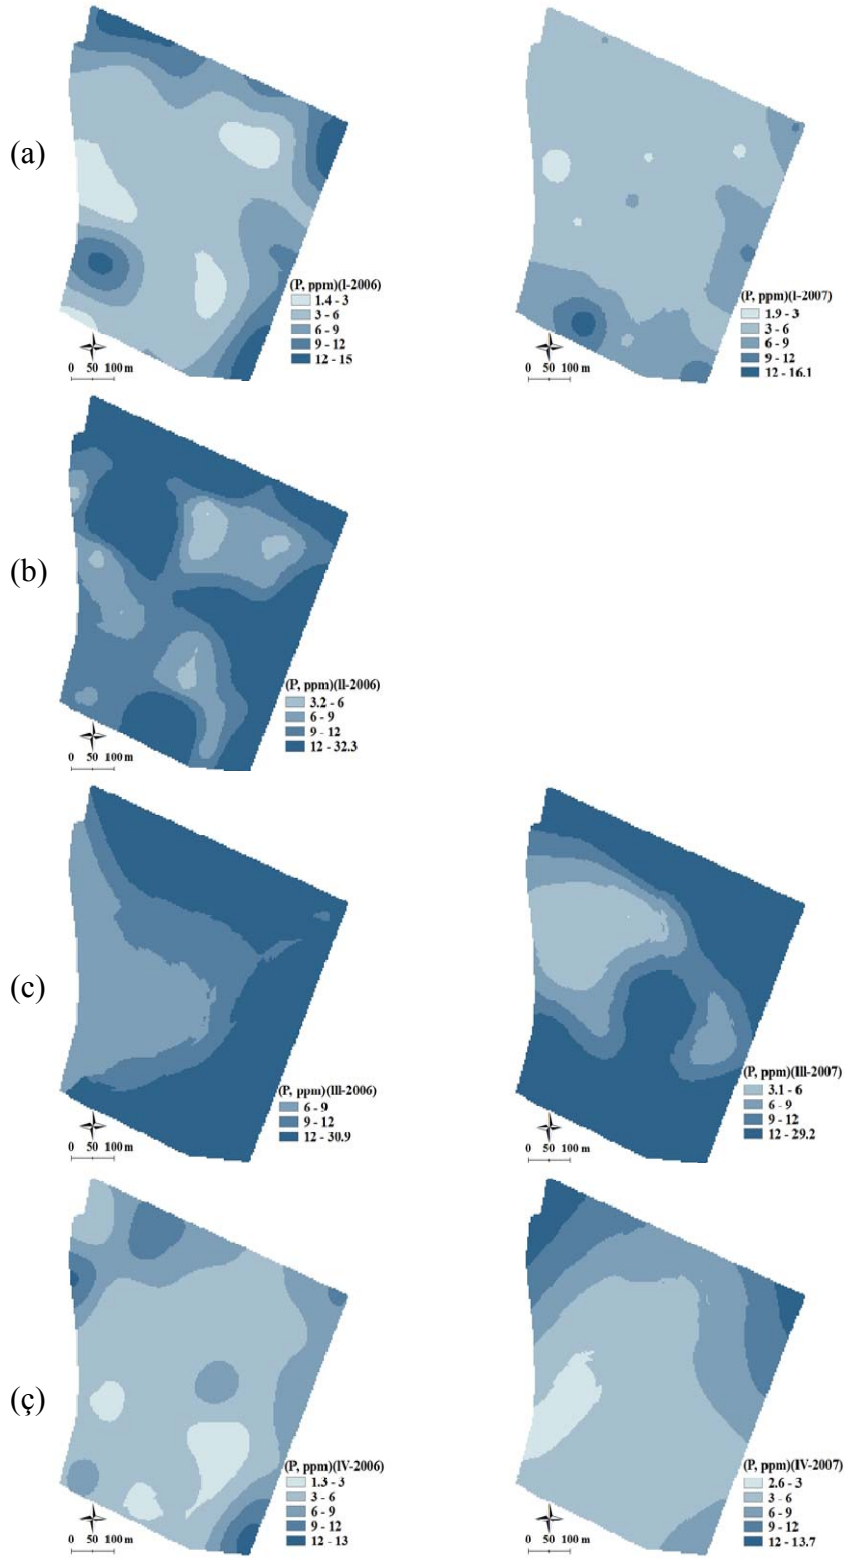 (a)
(P, ppm)(I-2006)
1.4 - 3
3 - 6
6 - 9
9 - 12
12 - 15
0 50 100 m
(P, ppm)(I-2007)
1.9 - 3
3 - 6
6 - 9
9 - 12
12 - 16.1
0 50 100 m
(b)
(P, ppm)(II-2006)
3.2 - 6
6 - 9
9 - 12
12 - 32.3
0 50 100 m
(c)
(P, ppm)(III-2006)
6 - 9
9 - 12
12 - 30.9
0 50 100 m
(P, ppm)(III-2007)
3.1 - 6
6 - 9
9 - 12
12 - 29.2
0 50 100 m
(ç)
(P, ppm)(IV-2006)
1.5 - 3
3 - 6
6 - 9
9 - 12
12 - 13
0 50 100 m
(P, ppm)(IV-2007)
2.6 - 3
3 - 6
6 - 9
9 - 12
12 - 13.7
0 50 100 m